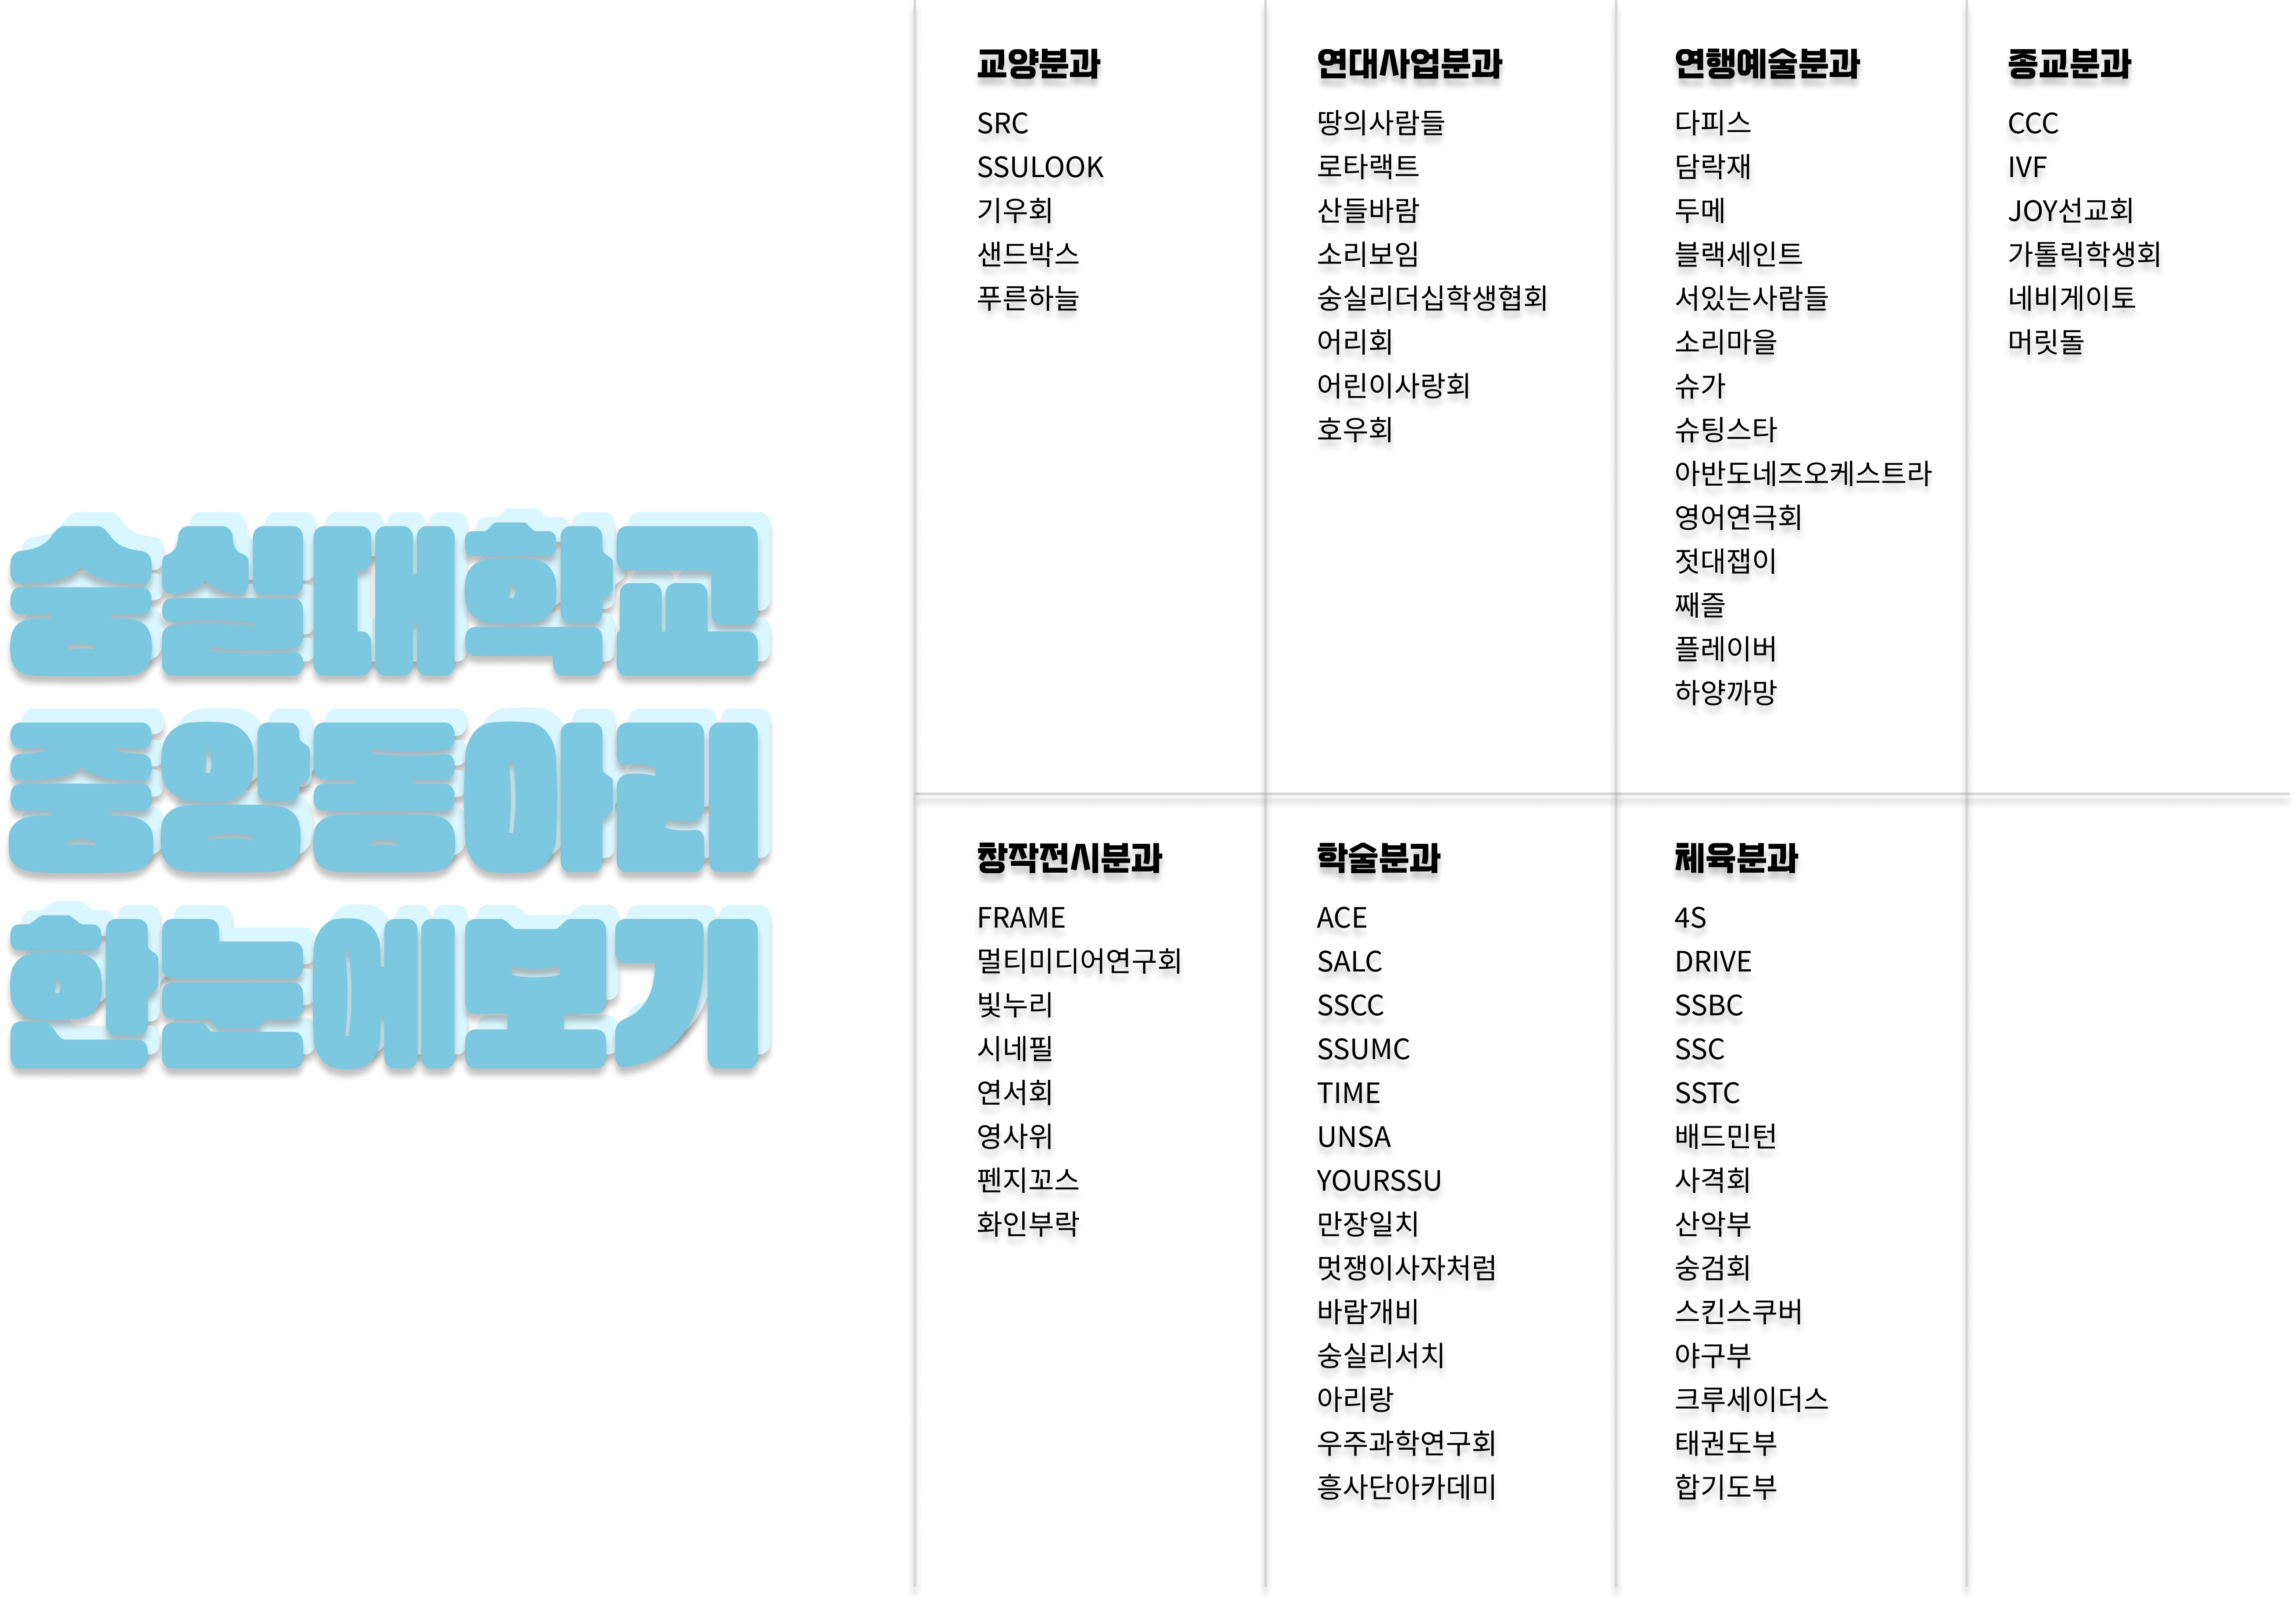 숭실대학교
중앙동아리
한눈에보기
교양분과
SRC
SSULOOK
기우회
샌드박스
푸른하늘
연대사업분과
땅의사람들
로타랙트
산들바람
소리보임
숭실리더십학생협회
어리회
어린이사랑회
호우회
연행예술분과
다피스
담락재
두메
블랙세인트
서있는사람들
소리마을
슈가
슈팅스타
아반도네즈오케스트라
영어연극회
젓대잽이
째즐
플레이버
하양까망
종교분과
CCC
IVF
JOY선교회
가톨릭학생회
네비게이토
머릿돌
창작전시분과
FRAME
멀티미디어연구회
빛누리
시네필
연서회
영사위
펜지꼬스
화인부락
학술분과
ACE
SALC
SSCC
SSUMC
TIME
UNSA
YOURSSU
만장일치
멋쟁이사자처럼
바람개비
숭실리서치
아리랑
우주과학연구회
흥사단아카데미
체육분과
4S
DRIVE
SSBC
SSC
SSTC
배드민턴
사격회
산악부
숭검회
스킨스쿠버
야구부
크루세이더스
태권도부
합기도부